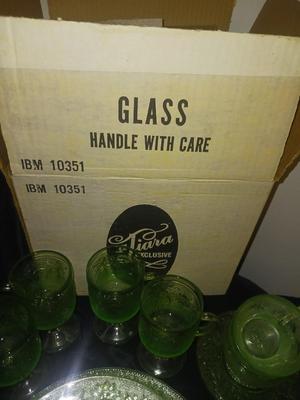 GLASS
HANDLE WITH CARE
IBM 10351
IBM 10351
Tiara
EXCLUSIVE